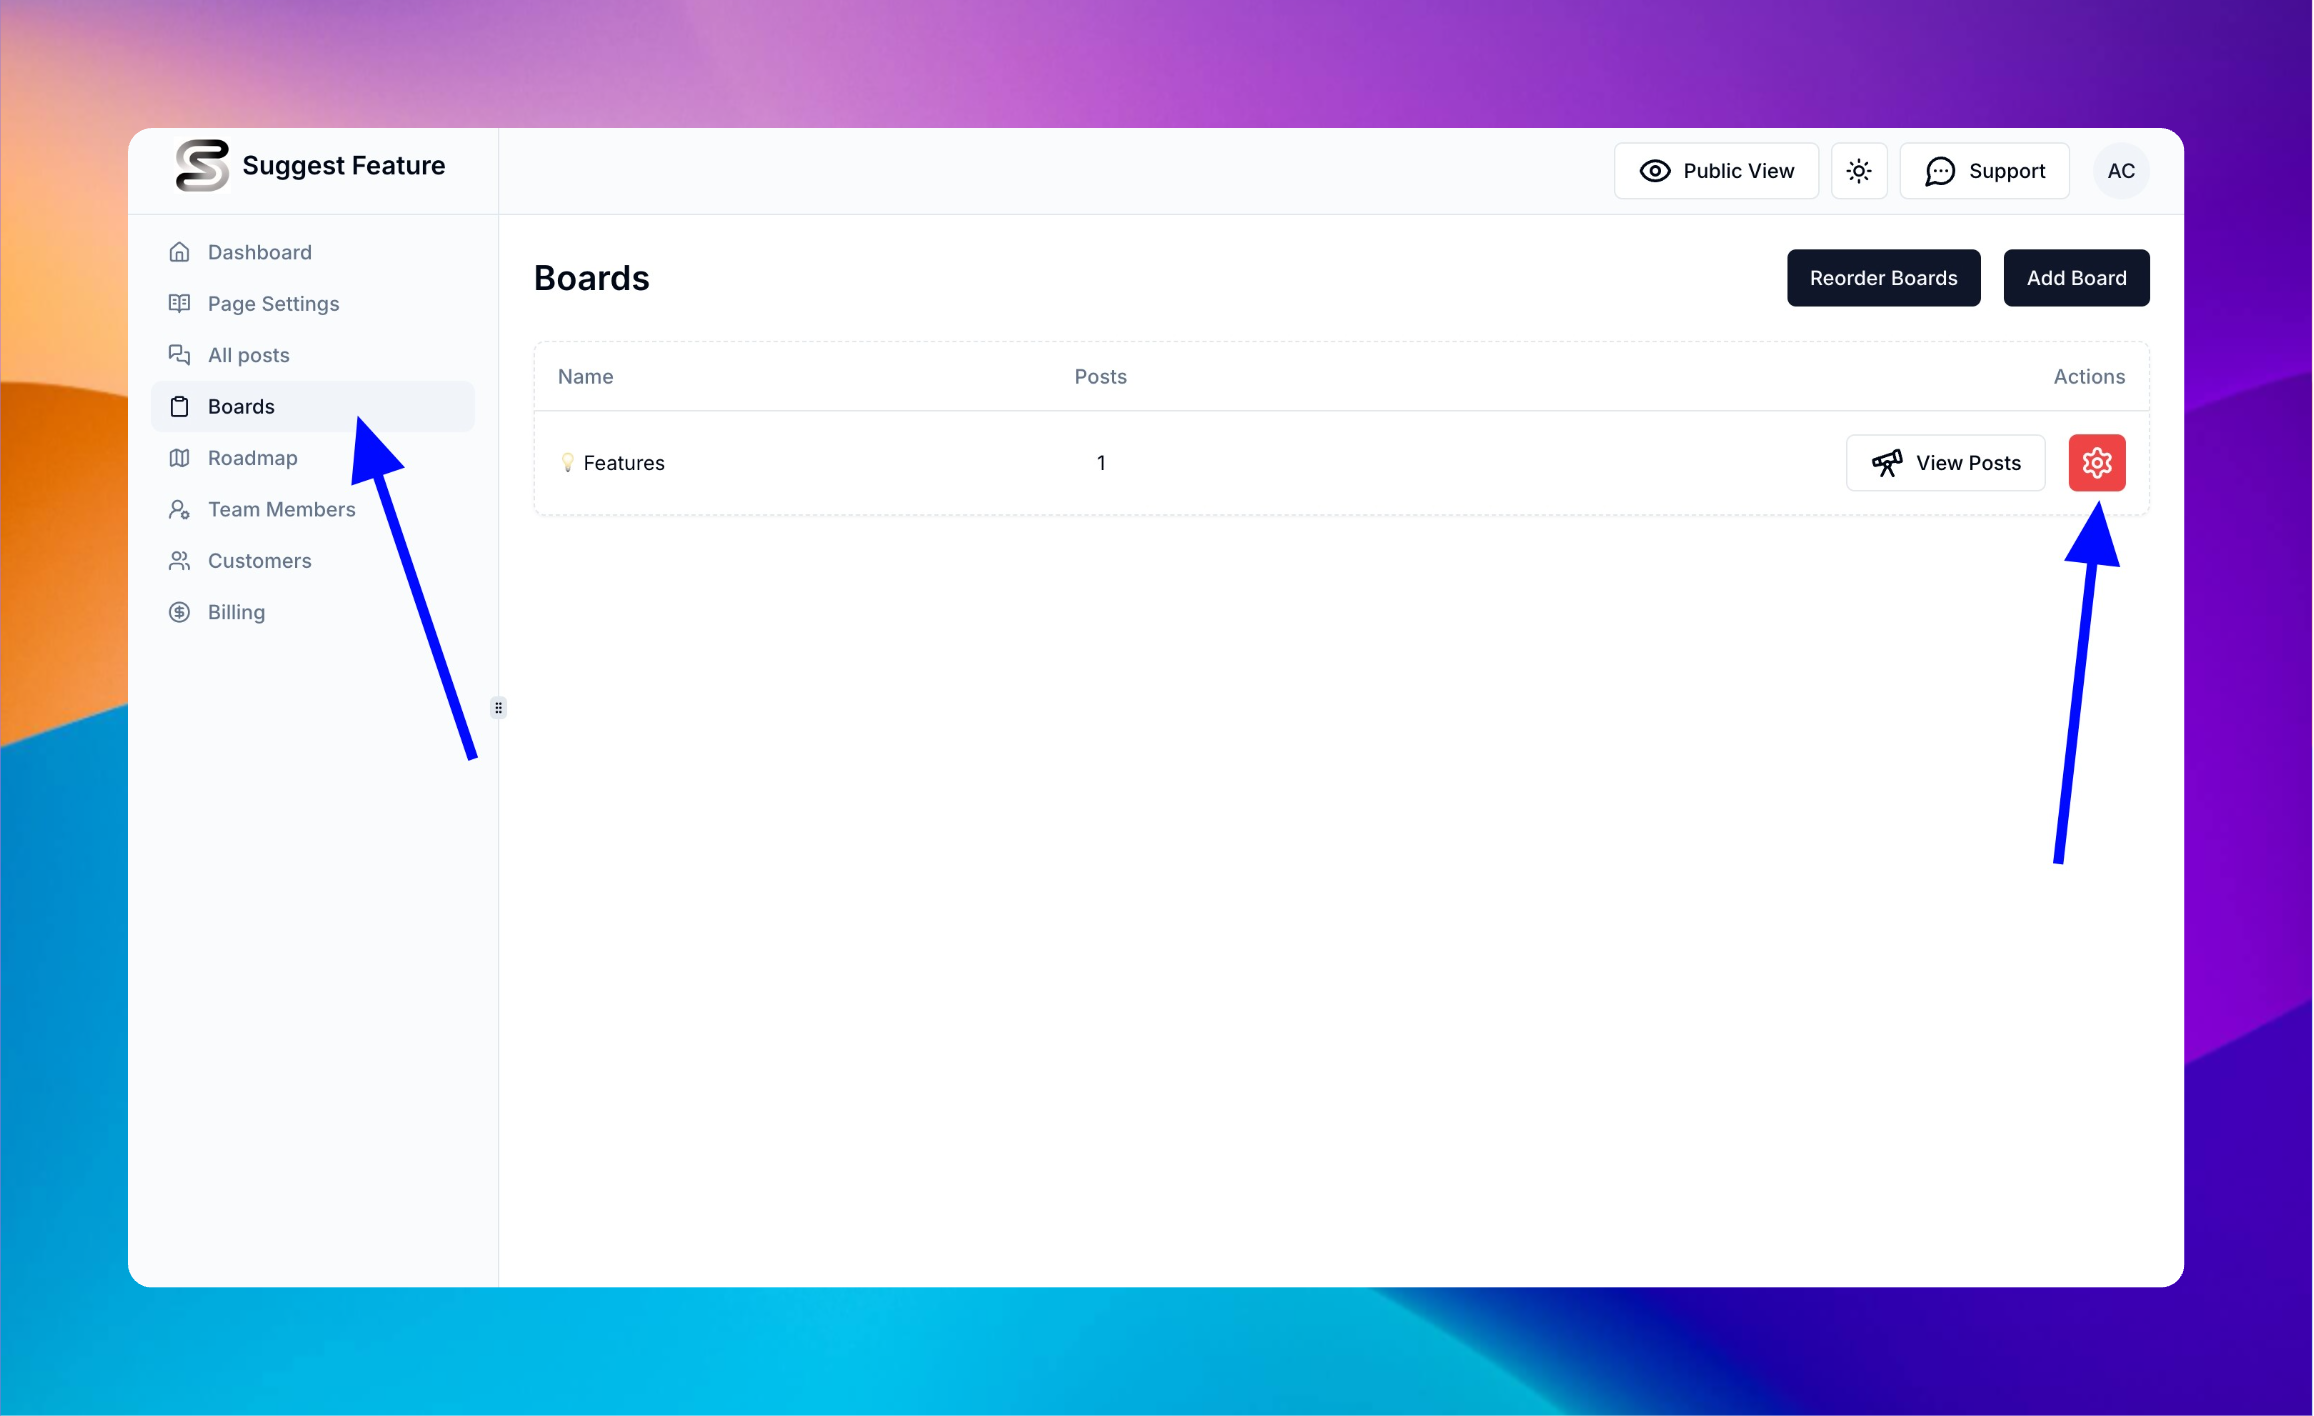 Suggest Feature
Public View
Support
AC
Dashboard
Page Settings
All posts
Boards
Roadmap
Team Members
Customers
Billing
Boards
Reorder Boards
Add Board
Name
Posts
Actions
Features
1
View Posts